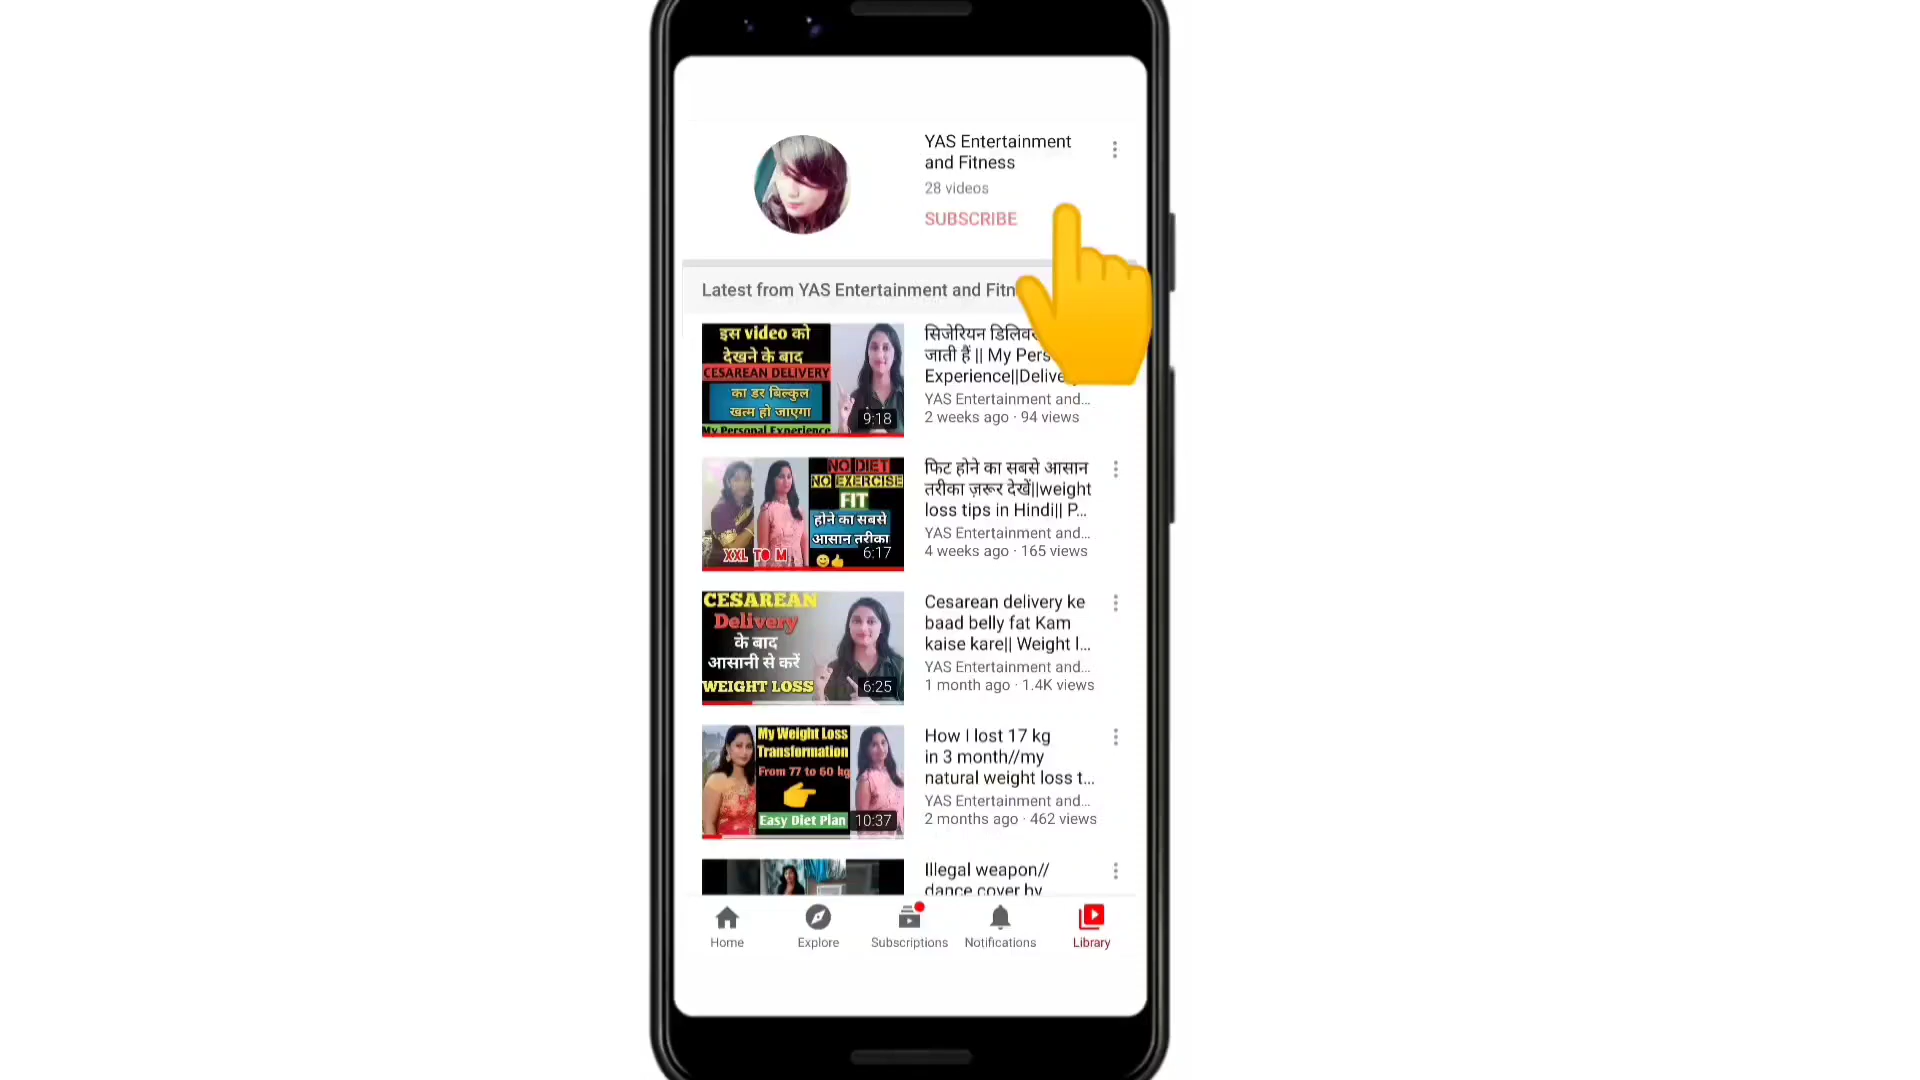 YAS Entertainment
and Fitness
28 videos
SUBSCRIBE
Latest from YAS Entertainment and Fitn
इस video को
देखने के बाद
CESAREAN DELIVERY
का डर बिल्कुल
खत्म हो जाएगा
My Personal Experience
9:18
सिजेरियन
जाती हैं || My Pers
Experience||Delive
YAS Entertainment and...
2 weeks ago · 94 views
NO DIET
NO EXERCISE
FIT
होने का सबसे
आसान तरीका
XXL TO M
6:17
फिट होने का सबसे आसान
तरीका ज़रूर देखें||weight
loss tips in Hindi|| P...
YAS Entertainment and...
4 weeks ago · 165 views
CESAREAN
Delivery
के बाद
आसानी से करें
WEIGHT LOSS
6:25
Cesarean delivery ke
baad belly fat Kam
kaise kare|| Weight l...
YAS Entertainment and...
1 month ago · 1.4K views
My Weight Loss
Transformation
From 77 to 60 kg
Easy Diet Plan
10:37
How I lost 17 kg
in 3 month//my
natural weight loss t...
YAS Entertainment and...
2 months ago · 462 views
Illegal weapon//
dance cover by
Home
Explore
Subscriptions
Notifications
Library